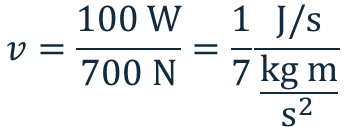 v = 100 W / 700 N = 1/7 J/s / (kg m / s²)